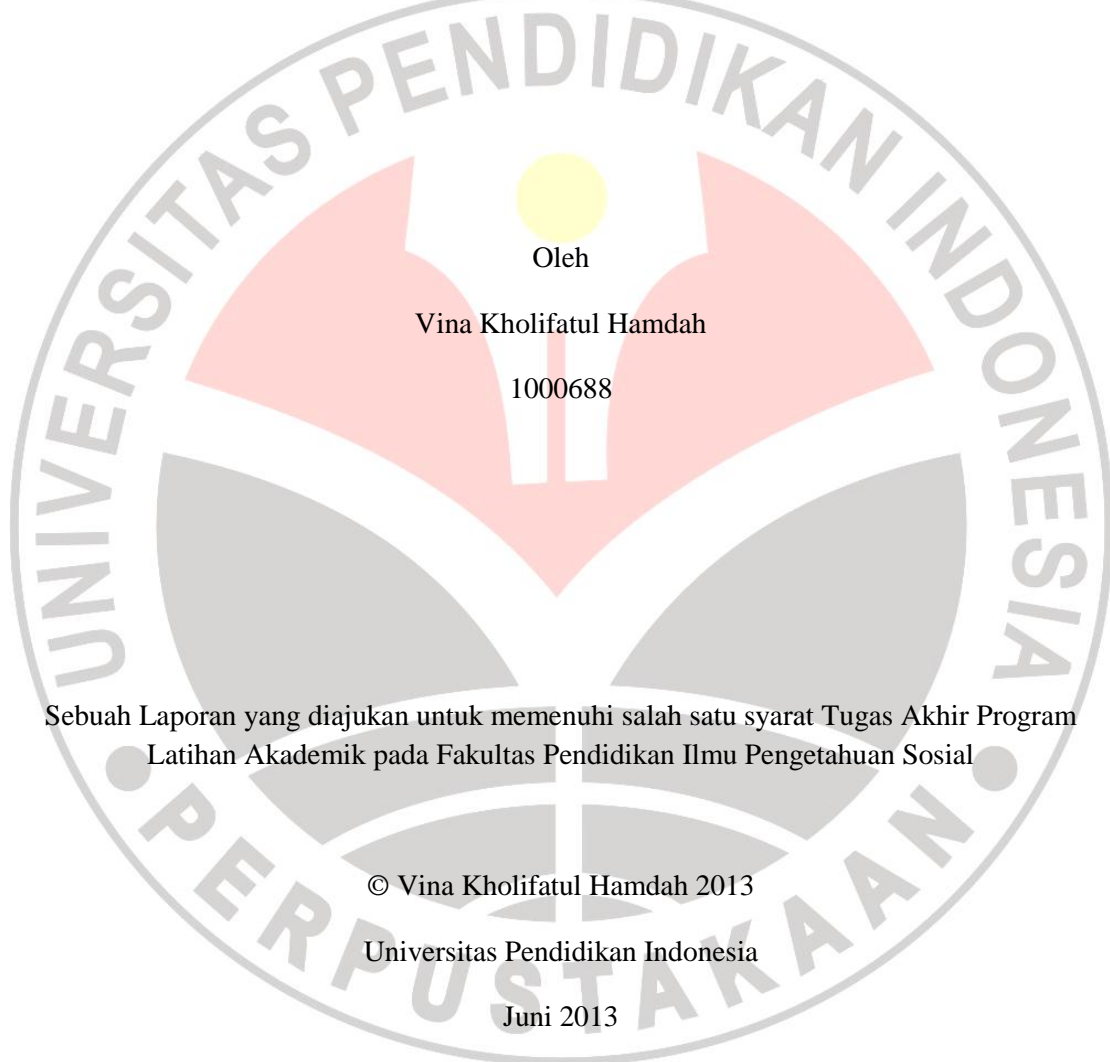 UNIVERSITAS PENDIDIKAN INDONESIA
Oleh
Vina Kholifatul Hamdah
1000688
Sebuah Laporan yang diajukan untuk memenuhi salah satu syarat Tugas Akhir Program
Latihan Akademik pada Fakultas Pendidikan Ilmu Pengetahuan Sosial
© Vina Kholifatul Hamdah 2013
Universitas Pendidikan Indonesia
Juni 2013
PERPUSTAKAAN